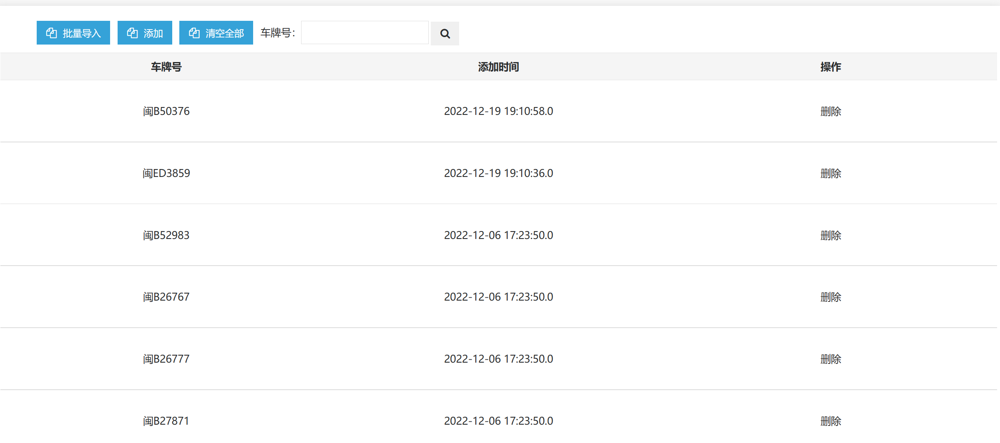 批量导入 添加 清空全部 车牌号：
车牌号 添加时间 操作
闽B50376 2022-12-19 19:10:58.0 删除
闽ED3859 2022-12-19 19:10:36.0 删除
闽B52983 2022-12-06 17:23:50.0 删除
闽B26767 2022-12-06 17:23:50.0 删除
闽B26777 2022-12-06 17:23:50.0 删除
闽B27871 2022-12-06 17:23:50.0 删除